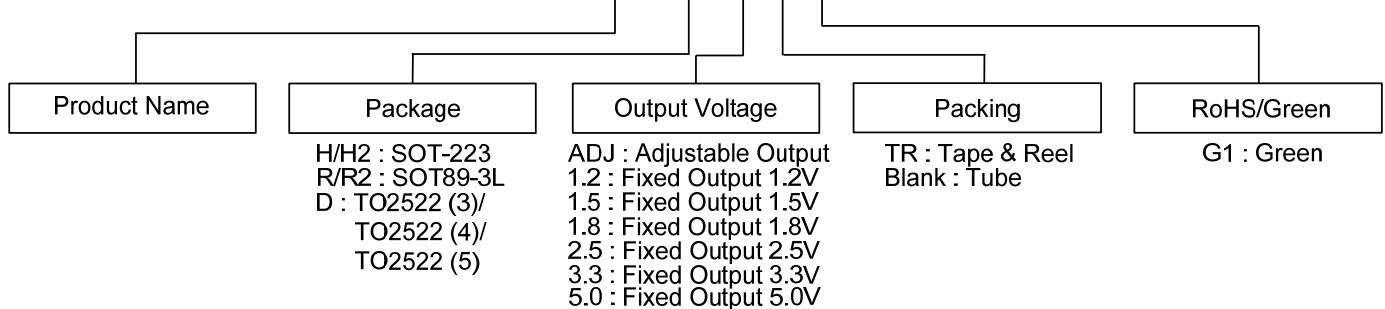 Product Name
Package
Output Voltage
Packing
RoHS/Green
H/H2 : SOT-223
R/R2 : SOT89-3L
D : TO2522 (3)/
TO2522 (4)/
TO2522 (5)
ADJ : Adjustable Output
1.2 : Fixed Output 1.2V
1.5 : Fixed Output 1.5V
1.8 : Fixed Output 1.8V
2.5 : Fixed Output 2.5V
3.3 : Fixed Output 3.3V
5.0 : Fixed Output 5.0V
TR : Tape & Reel
Blank : Tube
G1 : Green